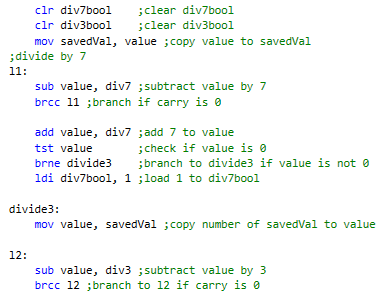 clr div7bool ;clear div7bool
clr div3bool ;clear div3bool
mov savedVal, value ;copy value to savedVal
;divide by 7
l1:
sub value, div7 ;subtract value by 7
brcc l1 ;branch if carry is 0
add value, div7 ;add 7 to value
tst value ;check if value is 0
brne divide3 ;branch to divide3 if value is not 0
ldi div7bool, 1 ;load 1 to div7bool
divide3:
mov value, savedVal ;copy number of savedVal to value
l2:
sub value, div3 ;subtract value by 3
brcc l2 ;branch to l2 if carry is 0